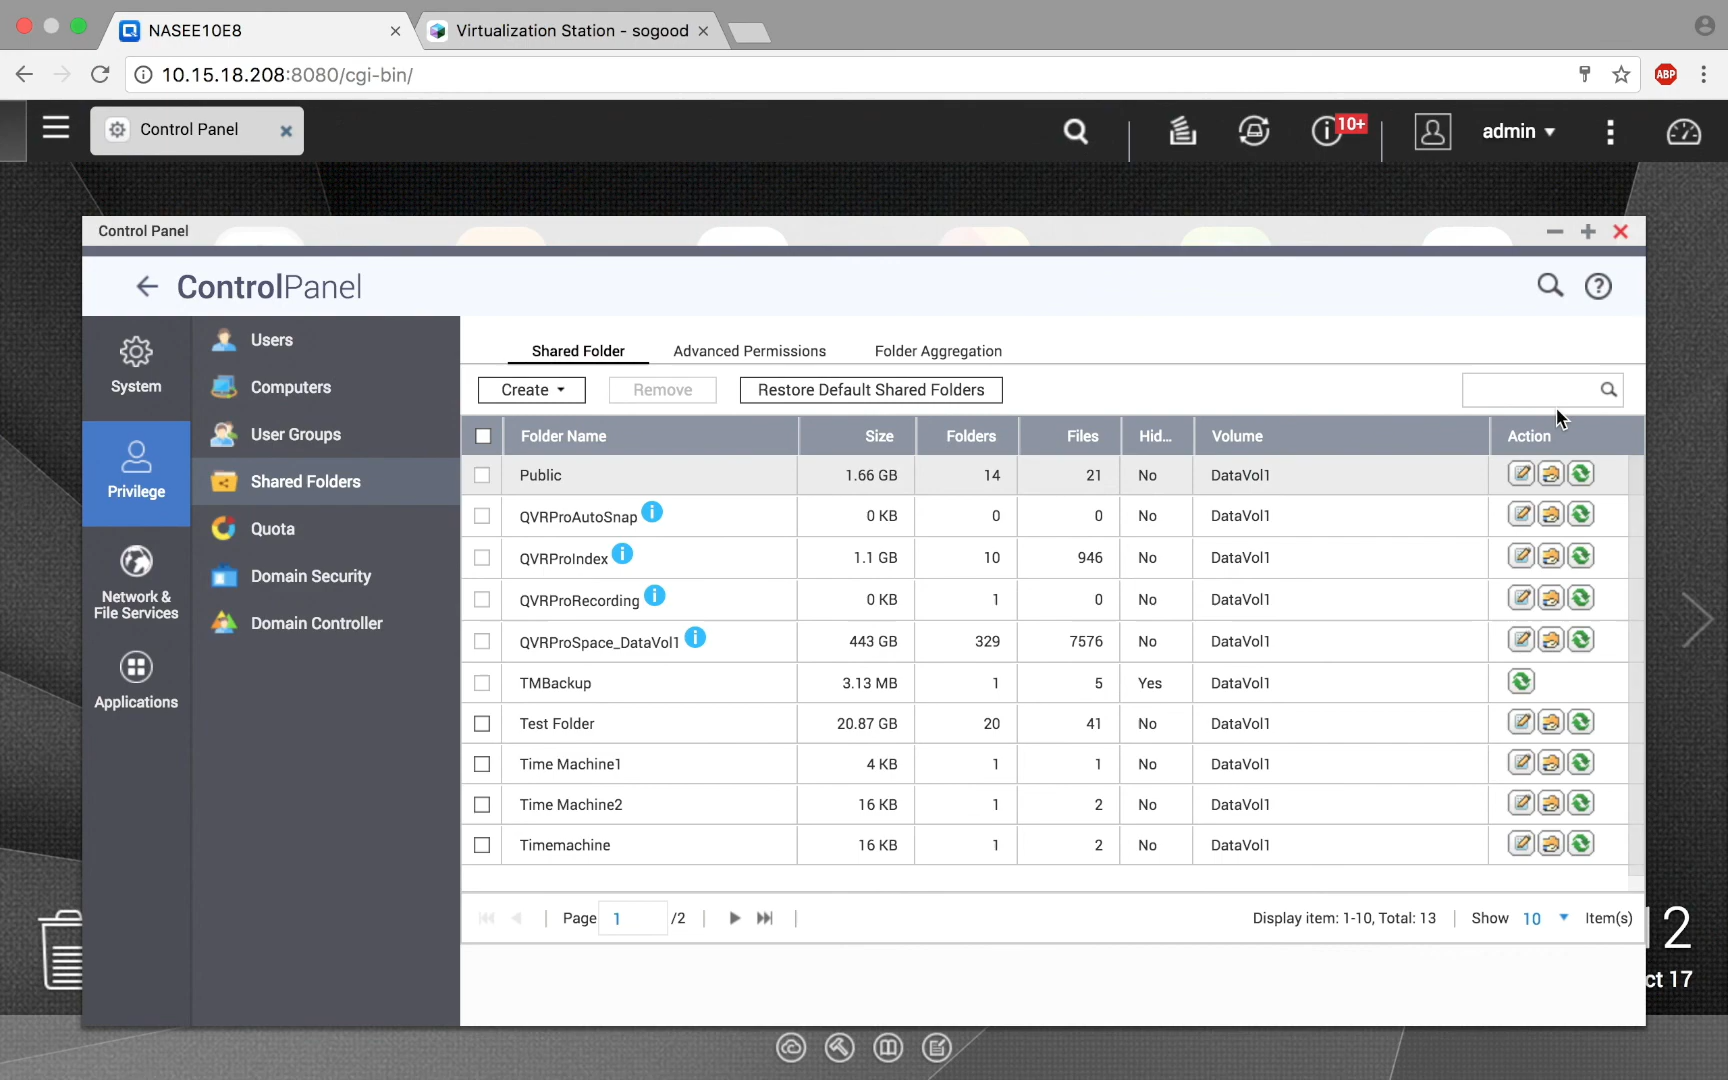 NASEE10E8
Virtualization Station - sogood
10.15.18.208:8080/cgi-bin/
ABP
Control Panel
10+
admin
Control Panel
ControlPanel
System
Privilege
Network &
File Services
Applications
Users
Computers
User Groups
Shared Folders
Quota
Domain Security
Domain Controller
Shared Folder Advanced Permissions Folder Aggregation
Create Remove Restore Default Shared Folders
Folder Name Size Folders Files Hid... Volume Action
Public 1.66 GB 14 21 No DataVol1
QVRProAutoSnap 0 KB 0 0 No DataVol1
QVRProIndex 1.1 GB 10 946 No DataVol1
QVRProRecording 0 KB 1 0 No DataVol1
QVRProSpace_DataVol1 443 GB 329 7576 No DataVol1
TMBackup 3.13 MB 1 5 Yes DataVol1
Test Folder 20.87 GB 20 41 No DataVol1
Time Machine1 4 KB 1 1 No DataVol1
Time Machine2 16 KB 1 2 No DataVol1
Timemachine 16 KB 1 2 No DataVol1
Page 1 /2 Display item: 1-10, Total: 13 Show 10 Item(s)
2
ct 17